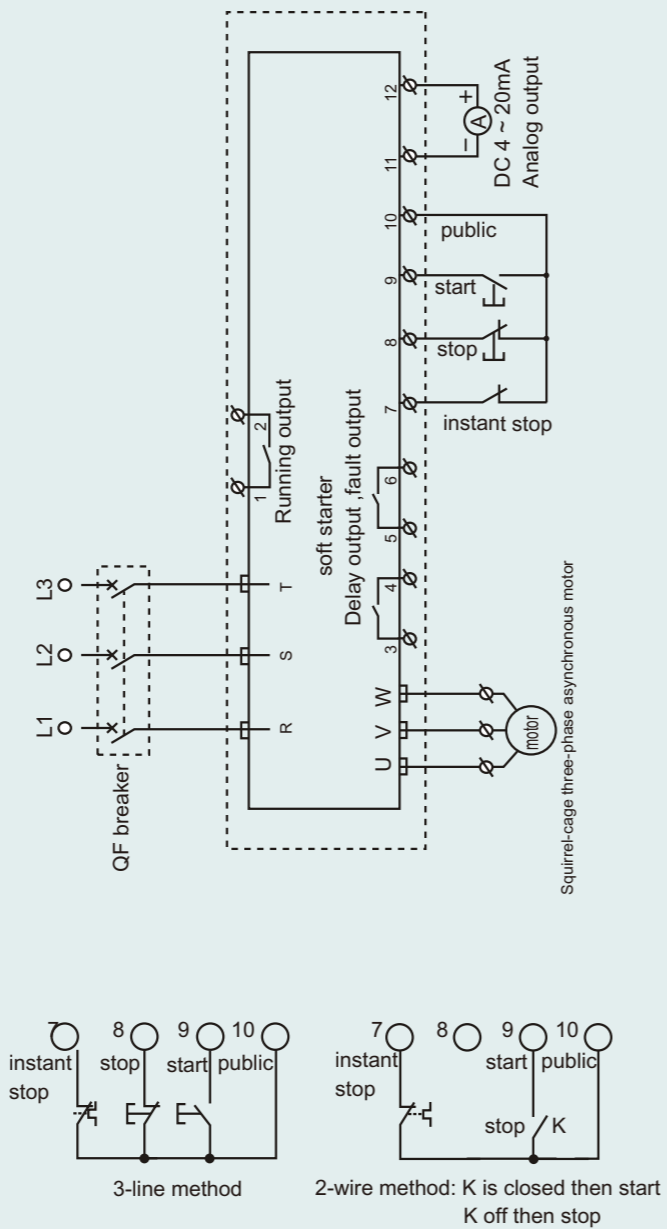 12
+
A
−
DC 4 ~ 20mA
Analog output
11
10
public
9
start
8
stop
7
instant stop
2
1
Running output
6
5
4
3
Delay output ,fault output
soft starter
L3
L2
L1
QF breaker
T
S
R
W
V
U
motor
Squirrel-cage three-phase asynchronous motor
7 8 9 10
instant stop start public
stop
3-line method
7 8 9 10
instant start public
stop
stop K
2-wire method: K is closed then start
K off then stop